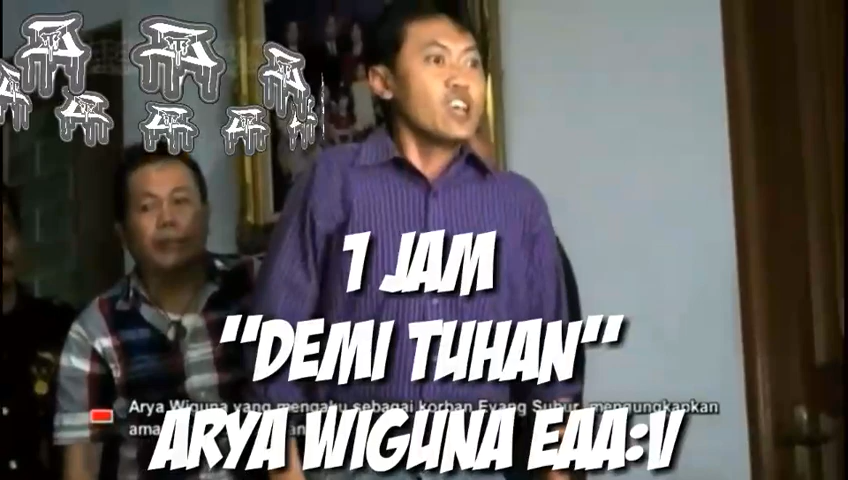 1 JAM
"DEMI TUHAN"
Arya Wiguna yang mengaku sebagai korban Eyang Subur, mengungkapkan
ARYA WIGUNA EAA:V